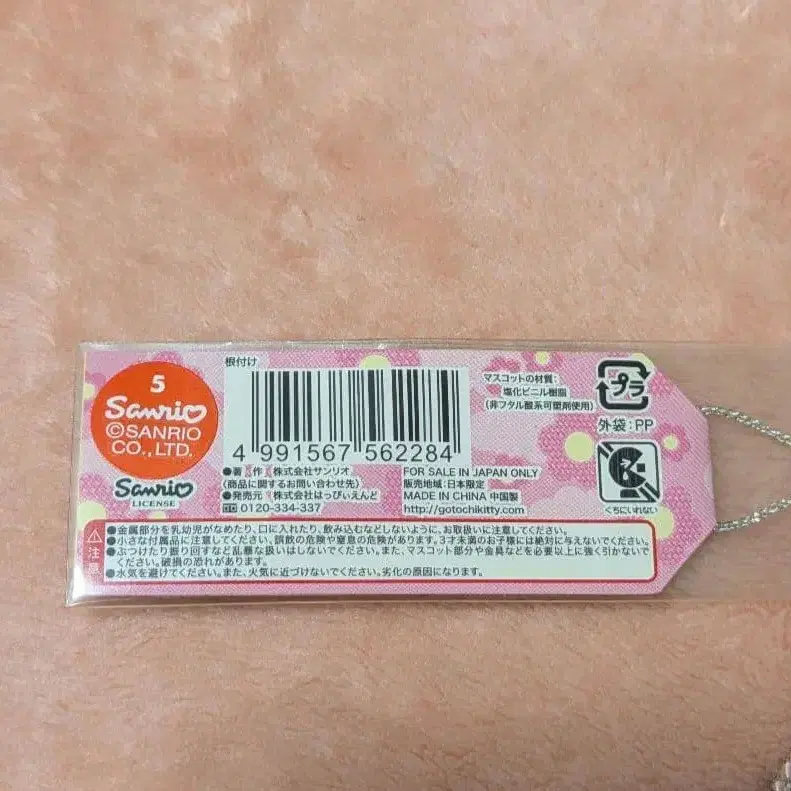 5
Sanrio
©SANRIO
CO., LTD.
Sanrio
LICENSE
根付け
4 991567 562284
●著 作 株式会社サンリオ
(商品に関するお問い合わせ先)
●発売元 株式会社はっぴぃえんど
0120-334-337
FOR SALE IN JAPAN ONLY
販売地域:日本限定
MADE IN CHINA 中国製
http://gotochikitty.com
マスコットの材質:
塩化ビニル樹脂
(非フタル酸系可塑剤使用)
プラ
外袋:PP
くちにいれない
注意
●金属部分を乳幼児がなめたり、口に入れたり、飲み込むなどしないように、お取扱いに注意してください。
●小さな付属品に注意してください。誤飲の危険や窒息の危険があります。3才未満のお子様には絶対に与えないでください。
●ぶつけたり振り回すなど乱暴な扱いはしないでください。また、マスコット部分や金具などを必要以上に強く引かないで
ください。破損の恐れがあります。
●水気を避けてください。また、火気に近づけないでください。劣化の原因になります。